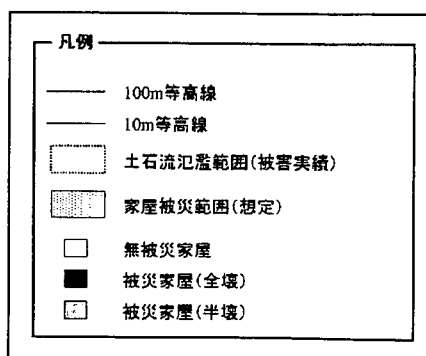 凡例
100m等高線
10m等高線
土石流氾濫範囲(被害実績)
家屋被災範囲(想定)
無被災家屋
被災家屋(全壊)
被災家屋(半壊)